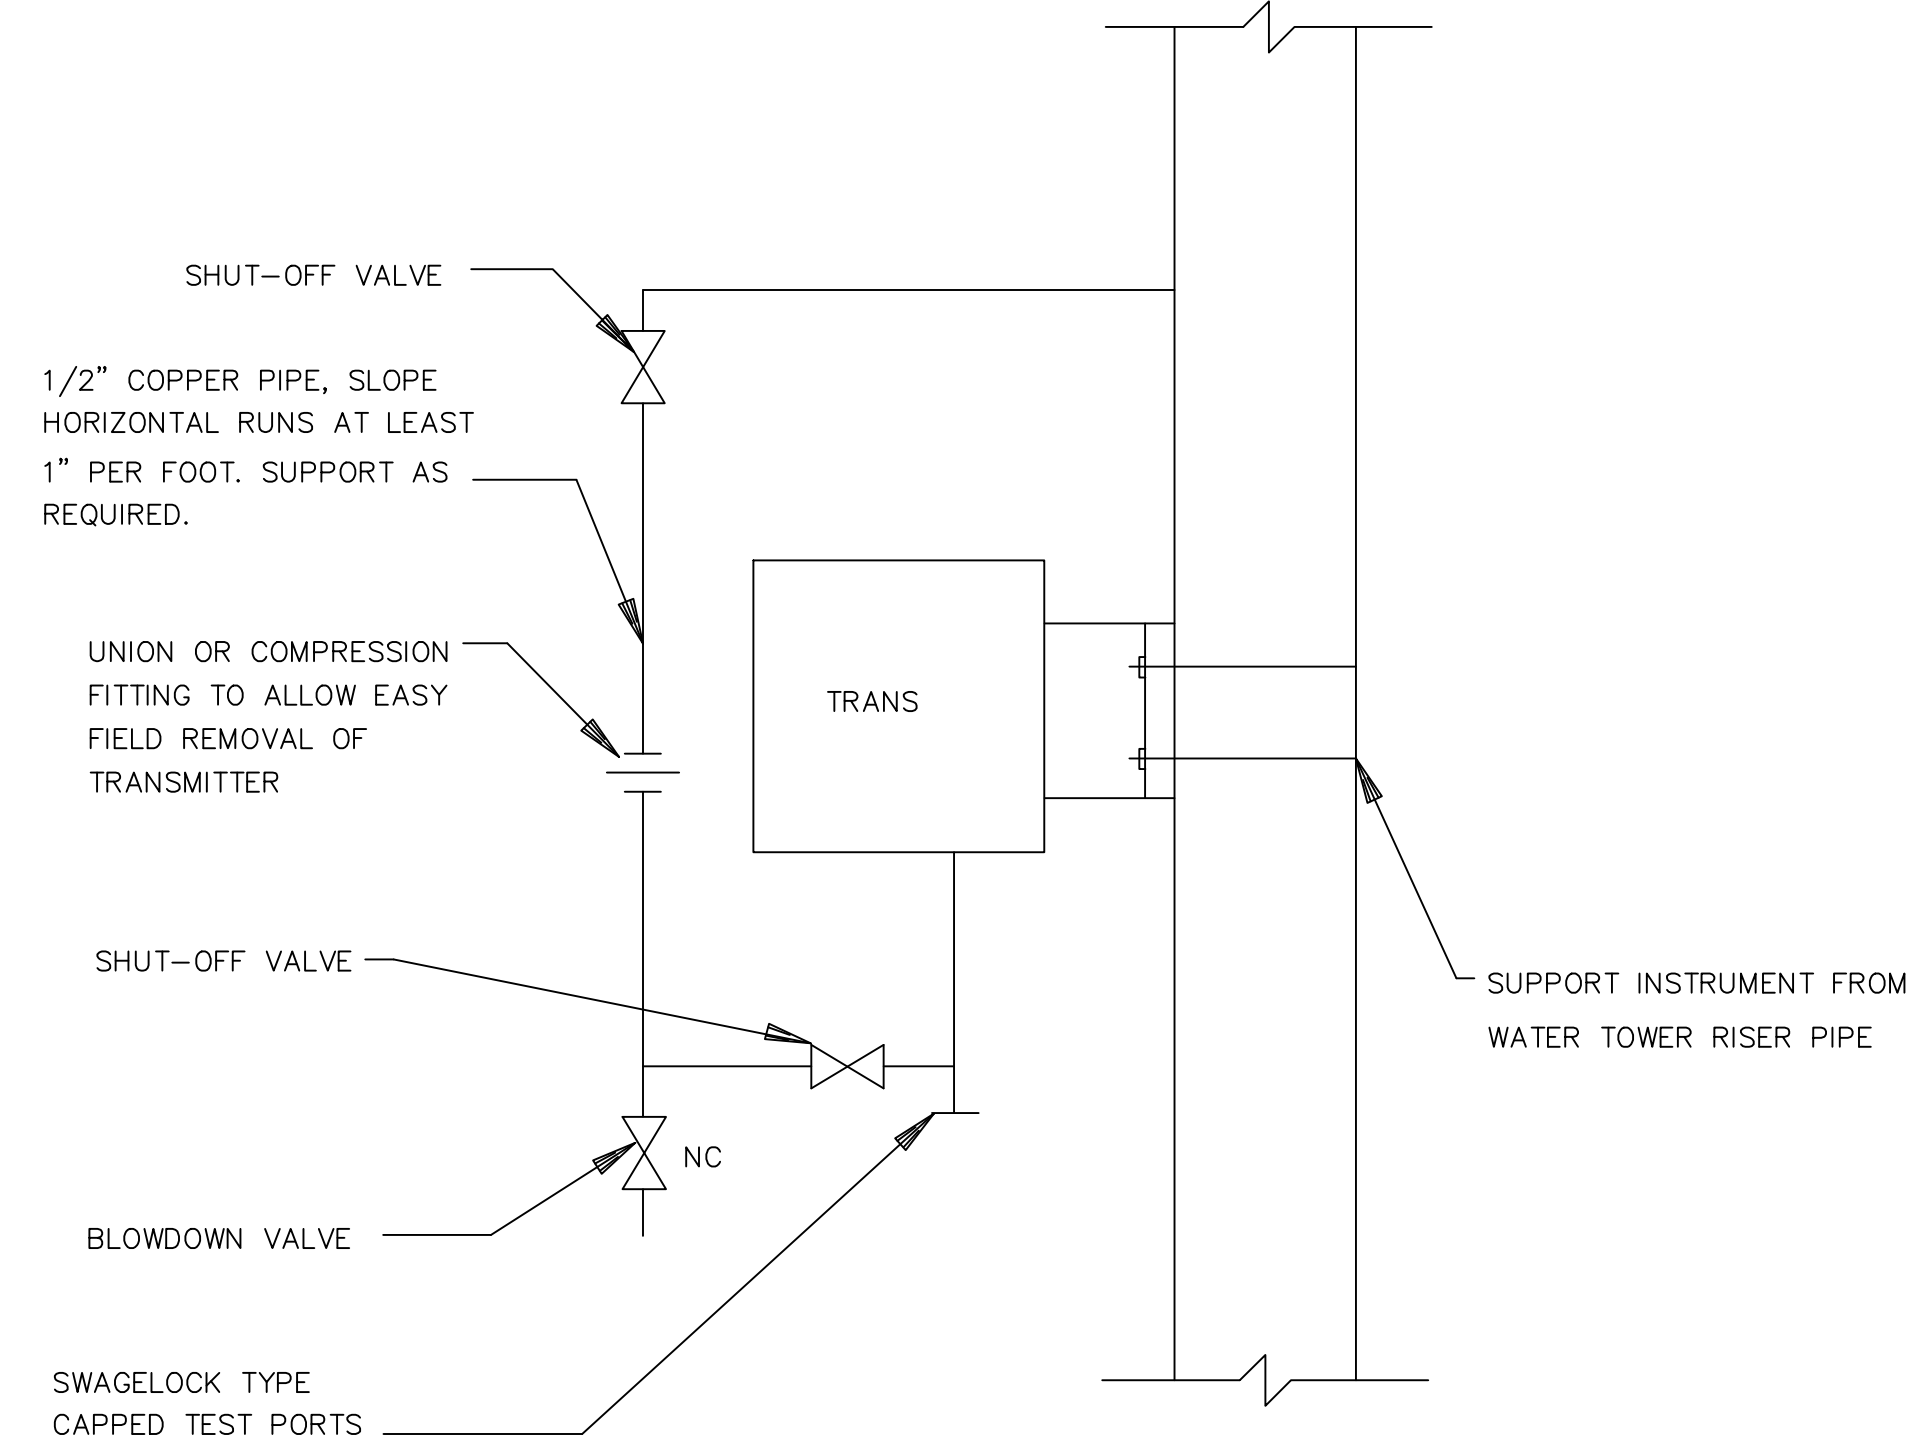 SHUT-OFF VALVE
1/2" COPPER PIPE, SLOPE
HORIZONTAL RUNS AT LEAST
1" PER FOOT. SUPPORT AS
REQUIRED.
UNION OR COMPRESSION
FITTING TO ALLOW EASY
FIELD REMOVAL OF
TRANSMITTER
TRANS
SHUT-OFF VALVE
SUPPORT INSTRUMENT FROM
WATER TOWER RISER PIPE
NC
BLOWDOWN VALVE
SWAGELOCK TYPE
CAPPED TEST PORTS